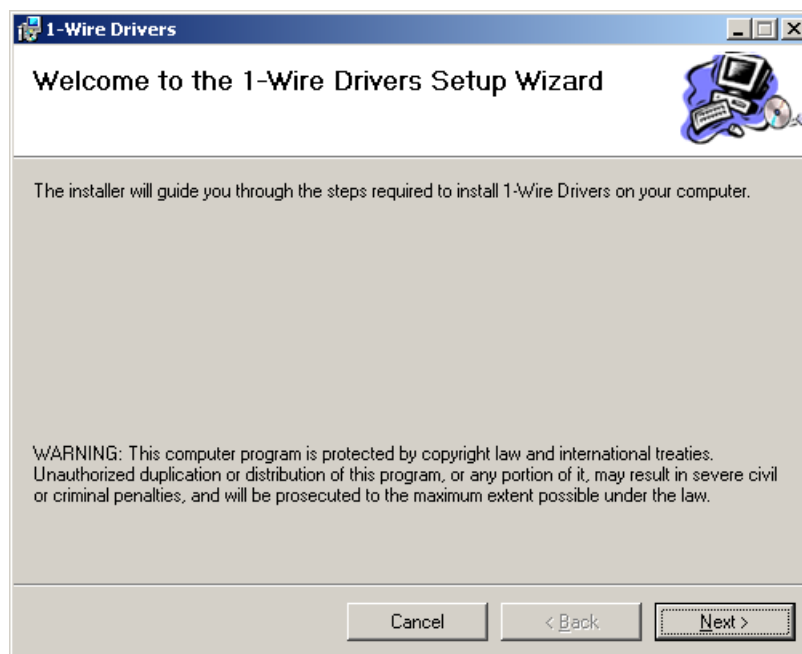 1-Wire Drivers
Welcome to the 1-Wire Drivers Setup Wizard
The installer will guide you through the steps required to install 1-Wire Drivers on your computer.
WARNING: This computer program is protected by copyright law and international treaties.
Unauthorized duplication or distribution of this program, or any portion of it, may result in severe civil
or criminal penalties, and will be prosecuted to the maximum extent possible under the law.
Cancel
< Back
Next >